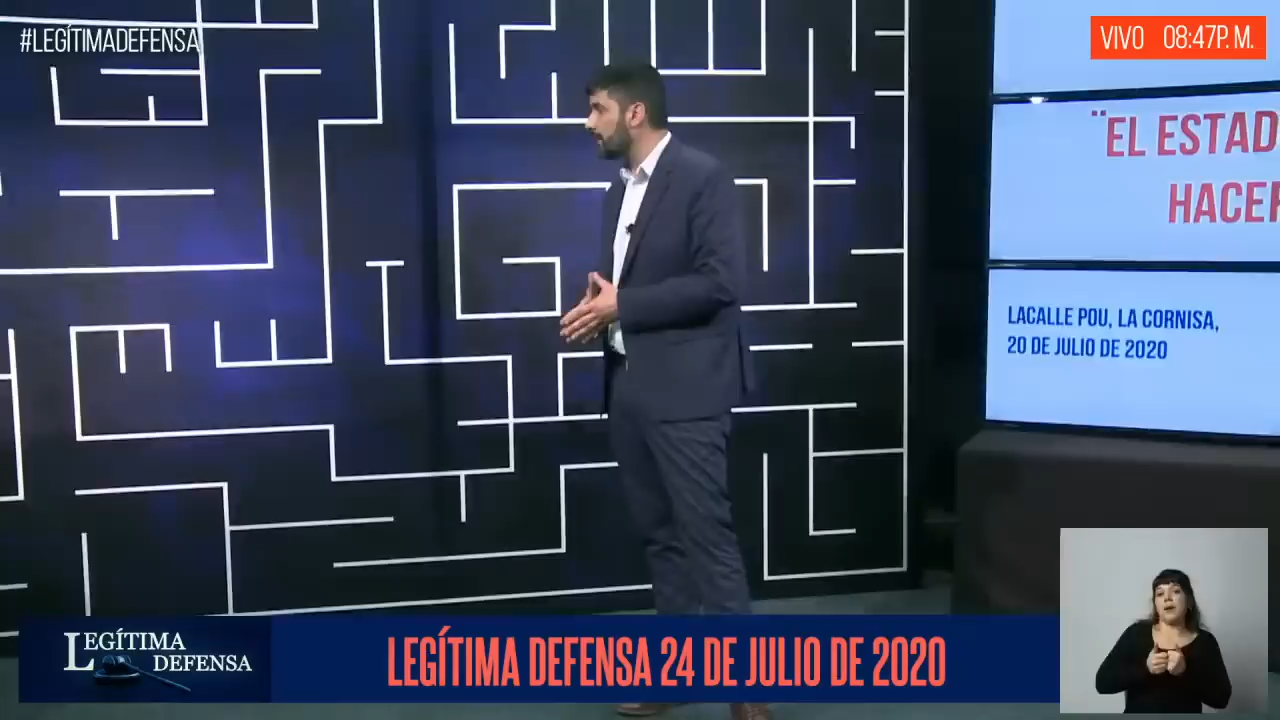 #LEGÍTIMADEFENSA
VIVO 08:47P. M.
¨EL ESTAD
HACER
LACALLE POU, LA CORNISA,
20 DE JULIO DE 2020
LEGÍTIMA
DEFENSA
LEGÍTIMA DEFENSA 24 DE JULIO DE 2020